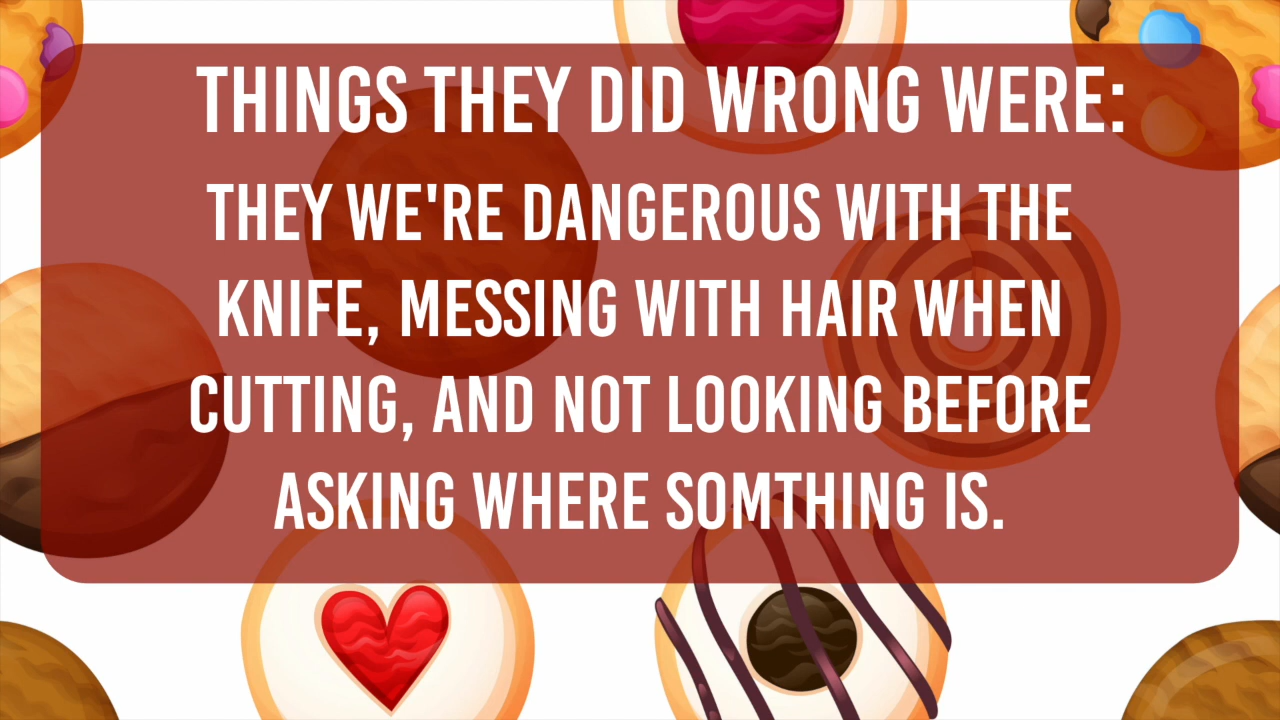 THINGS THEY DID WRONG WERE:
THEY WE'RE DANGEROUS WITH THE
KNIFE, MESSING WITH HAIR WHEN
CUTTING, AND NOT LOOKING BEFORE
ASKING WHERE SOMTHING IS.